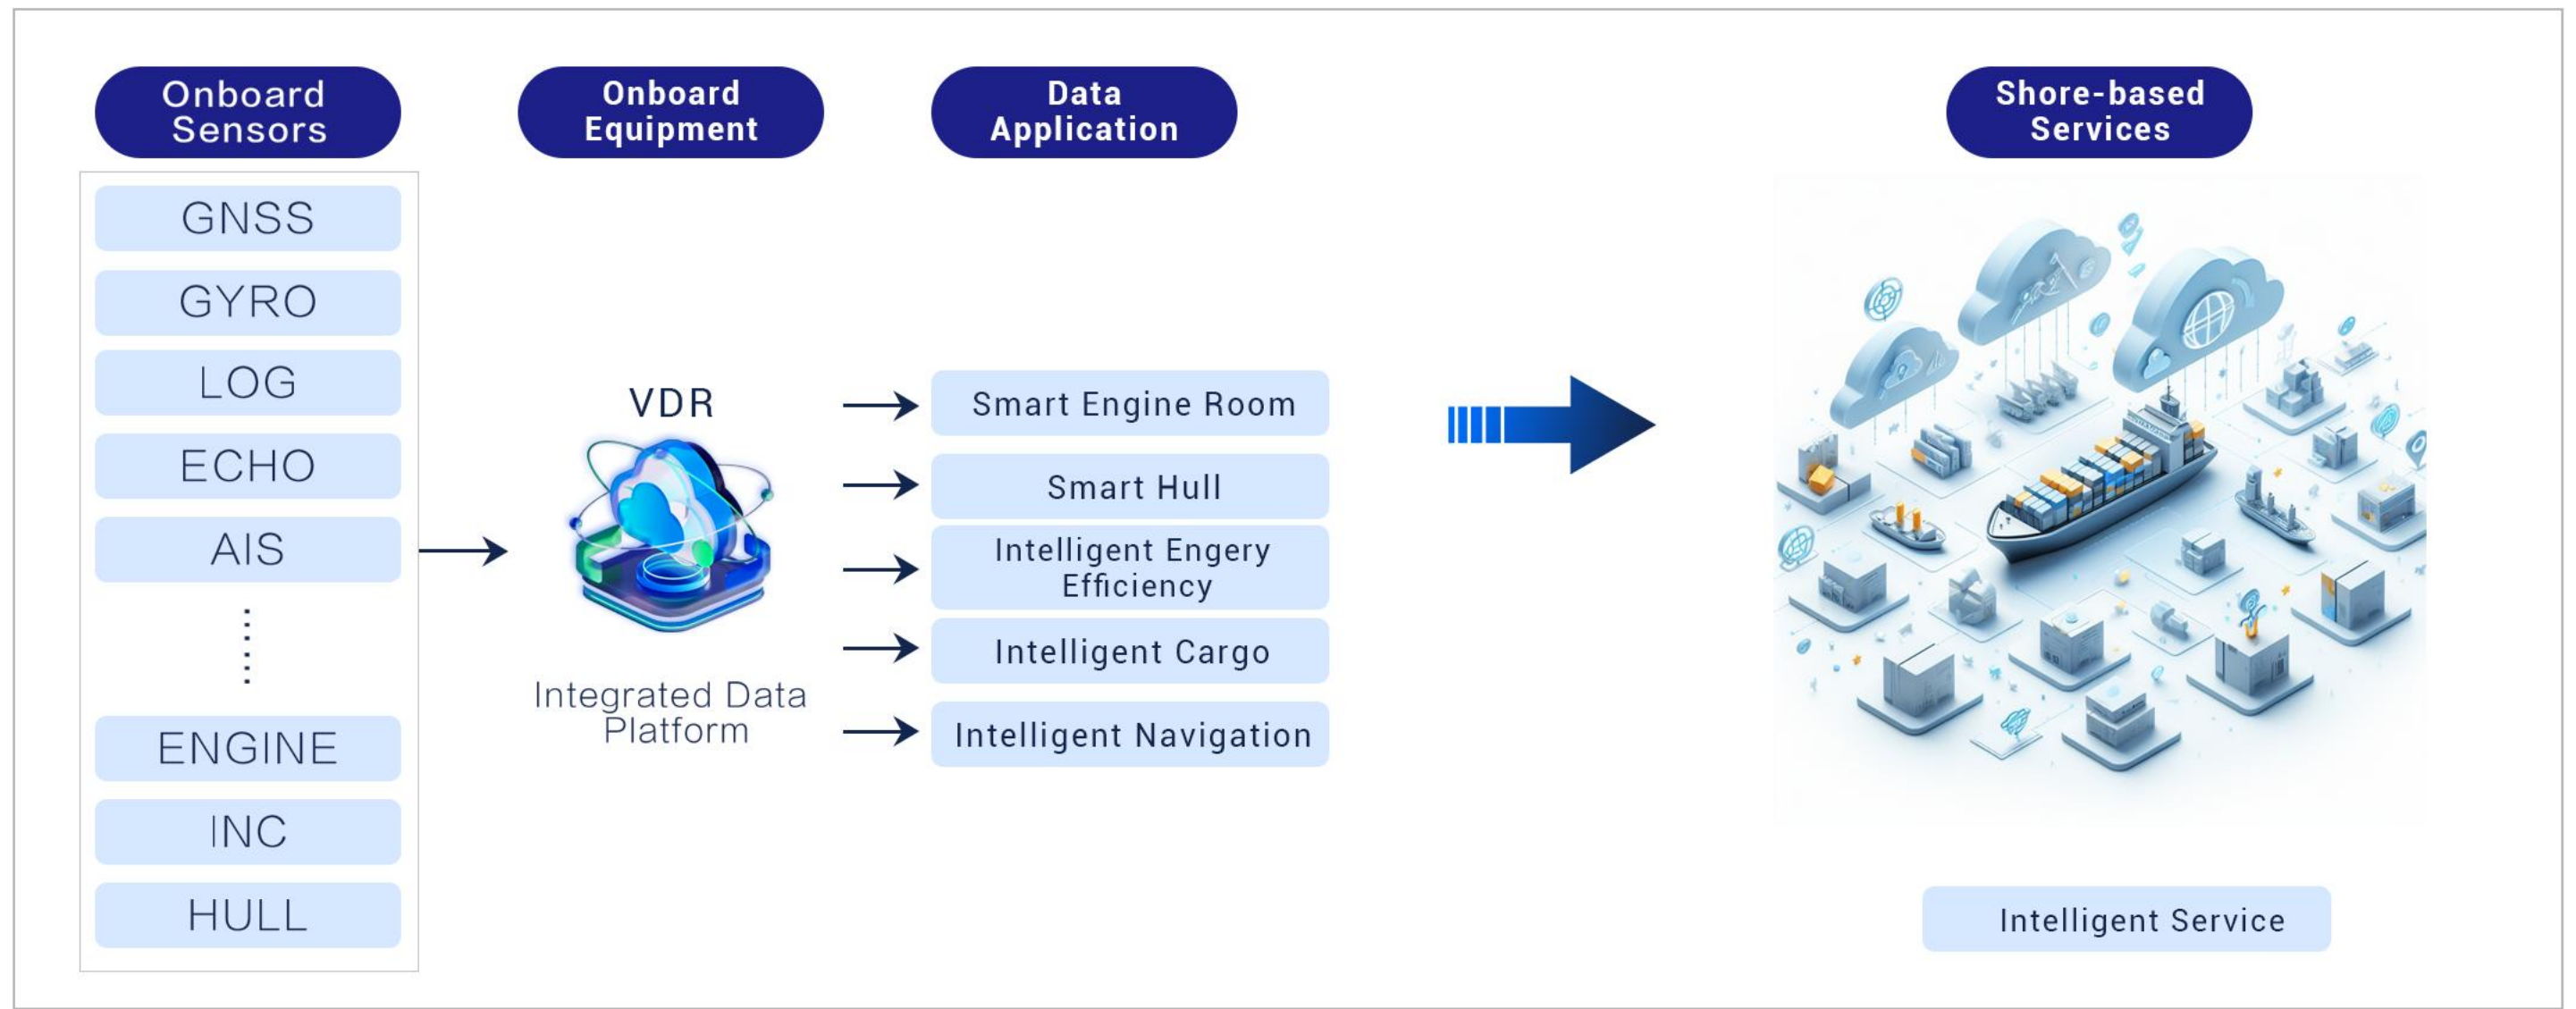 Onboard
Sensors
GNSS
GYRO
LOG
ECHO
AIS
ENGINE
INC
HULL
Onboard
Equipment
VDR
Integrated Data
Platform
Data
Application
Smart Engine Room
Smart Hull
Intelligent Engery
Efficiency
Intelligent Cargo
Intelligent Navigation
Shore-based
Services
Intelligent Service